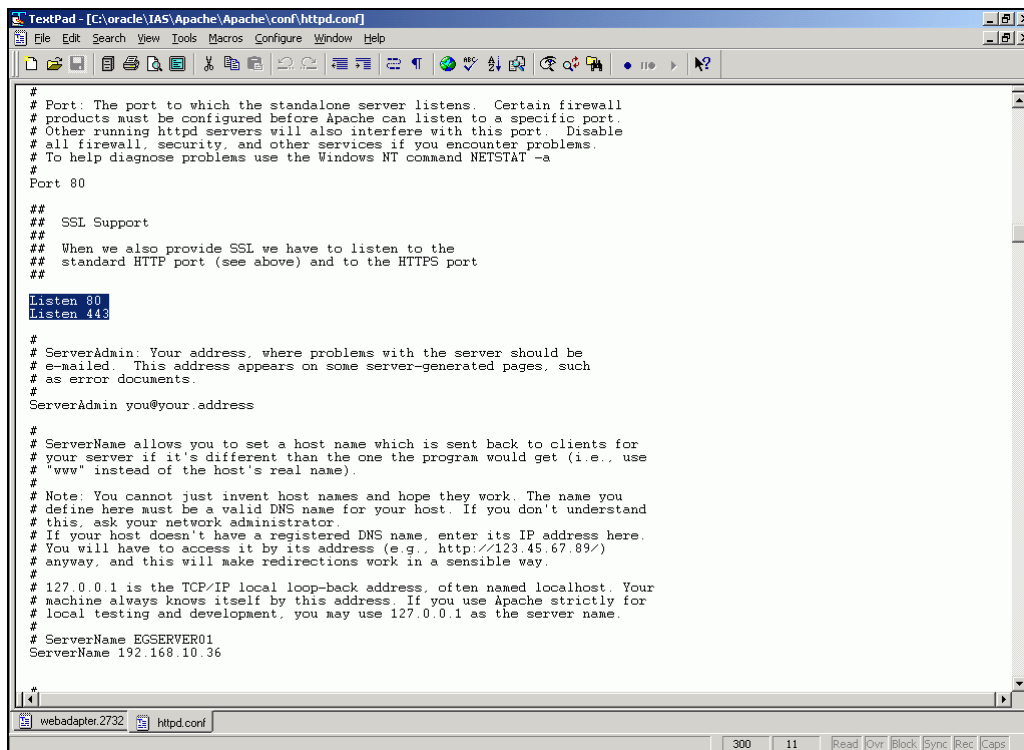 TextPad - [C:\oracle\IAS\Apache\Apache\conf\httpd.conf]
File Edit Search View Tools Macros Configure Window Help
#
# Port: The port to which the standalone server listens.  Certain firewall
# products must be configured before Apache can listen to a specific port.
# Other running httpd servers will also interfere with this port.  Disable
# all firewall, security, and other services if you encounter problems.
# To help diagnose problems use the Windows NT command NETSTAT -a
#
Port 80
##
##  SSL Support
##
##  When we also provide SSL we have to listen to the
##  standard HTTP port (see above) and to the HTTPS port
##
Listen 80
Listen 443
#
# ServerAdmin: Your address, where problems with the server should be
# e-mailed.  This address appears on some server-generated pages, such
# as error documents.
#
ServerAdmin you@your.address
#
# ServerName allows you to set a host name which is sent back to clients for
# your server if it's different than the one the program would get (i.e., use
# "www" instead of the host's real name).
#
# Note: You cannot just invent host names and hope they work. The name you
# define here must be a valid DNS name for your host. If you don't understand
# this, ask your network administrator.
# If your host doesn't have a registered DNS name, enter its IP address here.
# You will have to access it by its address (e.g., http://123.45.67.89/)
# anyway, and this will make redirections work in a sensible way.
#
# 127.0.0.1 is the TCP/IP local loop-back address, often named localhost. Your
# machine always knows itself by this address. If you use Apache strictly for
# local testing and development, you may use 127.0.0.1 as the server name.
#
# ServerName EGSERVER01
ServerName 192.168.10.36
#
webadapter.2732 httpd.conf
300 11 Read Ovr Block Sync Rec Caps